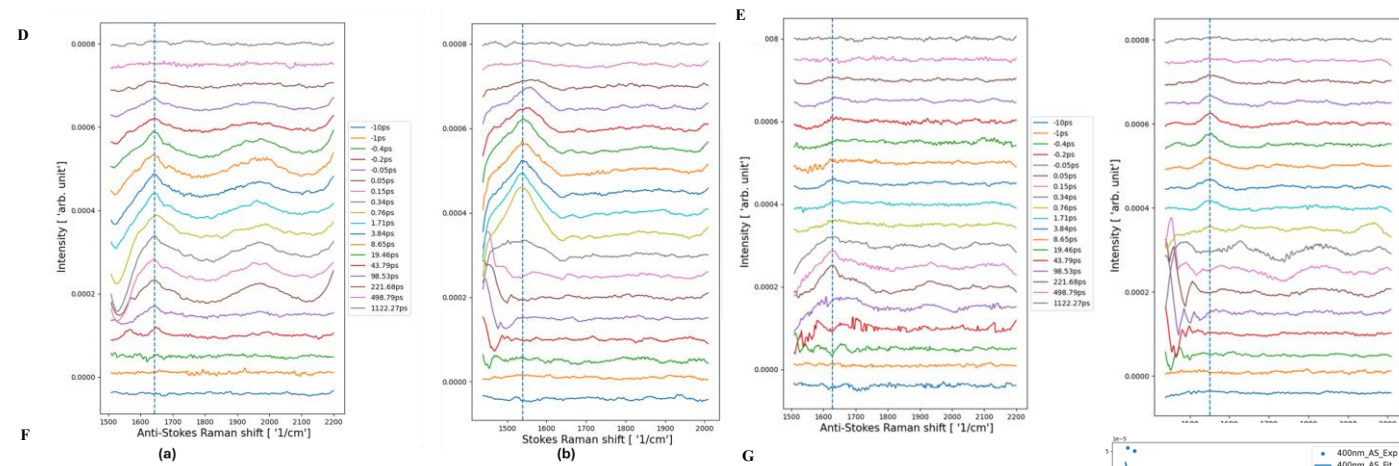 D
E
0.0008
0.0006
0.0004
0.0002
0.0000
Intensity [ 'arb. unit']
1500 1600 1700 1800 1900 2000 2100 2200
Anti-Stokes Raman shift [ '1/cm']
(a)
-10ps
-1ps
-0.4ps
-0.2ps
-0.05ps
0.05ps
0.15ps
0.34ps
0.76ps
1.71ps
3.84ps
8.65ps
19.46ps
43.79ps
98.53ps
221.68ps
498.79ps
1122.27ps
0.0008
0.0006
0.0004
0.0002
0.0000
Intensity [ 'arb. unit']
1500 1600 1700 1800 1900 2000
Stokes Raman shift [ '1/cm']
(b)
008
0.0006
0.0004
0.0002
0.0000
Intensity [ 'arb. unit']
1500 1600 1700 1800 1900 2000 2100 2200
Anti-Stokes Raman shift [ '1/cm']
-10ps
-1ps
-0.4ps
-0.2ps
-0.05ps
0.05ps
0.15ps
0.34ps
0.76ps
1.71ps
3.84ps
8.65ps
19.46ps
43.79ps
98.53ps
221.68ps
498.79ps
1122.27ps
0.0008
0.0006
0.0004
0.0002
0.0000
Intensity [ 'arb. unit']
F
G
1e-5
5
400nm_AS_Exp